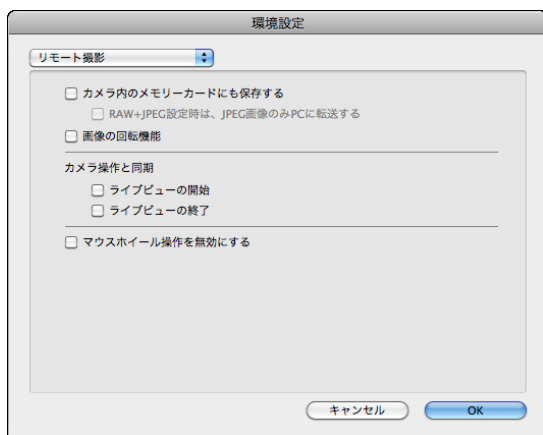 環境設定
リモート撮影
カメラ内のメモリーカードにも保存する
RAW+JPEG設定時は、JPEG画像のみPCに転送する
画像の回転機能
カメラ操作と同期
ライブビューの開始
ライブビューの終了
マウスホイール操作を無効にする
キャンセル OK